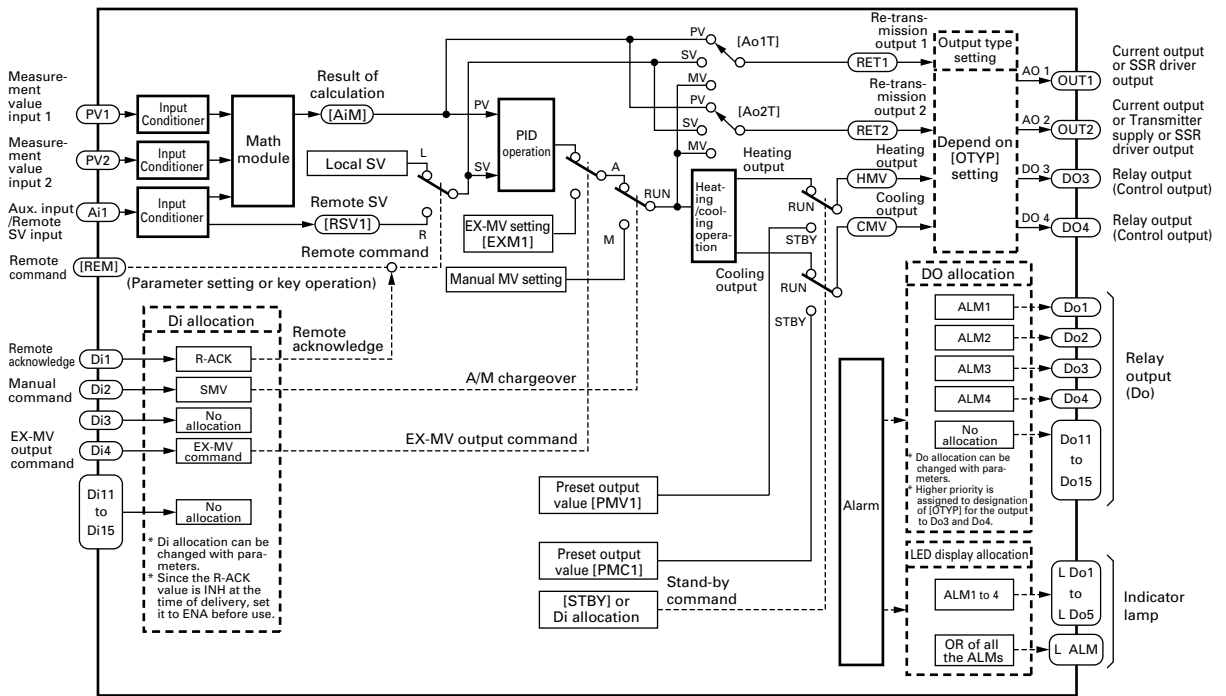 Measure-
ment
value
input 1
PV1
Input
Conditioner
Math
module
Result of
calculation
[AiM]
Measure-
ment
value
input 2
PV2
Input
Conditioner
Aux. input
/Remote
SV input
Ai1
Input
Conditioner
Remote SV
[RSV1]
Local SV
L
R
PV
SV
PID
operation
EX-MV setting
[EXM1]
Manual MV setting
A
M
RUN
Remote
command
[REM]
Remote command
(Parameter setting or key operation)
PV
SV
MV
[Ao1T]
PV
SV
MV
[Ao2T]
Re-trans-
mission
output 1
RET1
Re-trans-
mission
output 2
RET2
Heat-
ing
/cool-
ing
opera-
tion
Heating
output
RUN
STBY
Cooling
output
RUN
STBY
Heating
output
HMV
Cooling
output
CMV
Output type
setting
Depend on
[OTYP]
setting
AO 1
OUT1
Current output
or SSR driver
output
AO 2
OUT2
Current output
or Transmitter
supply or SSR
driver output
DO 3
DO3
Relay output
(Control output)
DO 4
DO4
Relay output
(Control output)
Di allocation
Remote
acknowledge
Di1
R-ACK
Remote
acknowledge
Manual
command
Di2
SMV
A/M chargeover
Di3
No
allocation
EX-MV
output
command
Di4
EX-MV
command
EX-MV output command
Di11
to
Di15
No
allocation
* Di allocation can be
changed with para-
meters.
* Since the R-ACK
value is INH at the
time of delivery, set
it to ENA before use.
Preset output
value [PMV1]
Preset output
value [PMC1]
[STBY] or
Di allocation
Stand-by
command
Alarm
DO allocation
ALM1
Do1
ALM2
Do2
ALM3
Do3
ALM4
Do4
No
allocation
Do11
to
Do15
Relay
output
(Do)
* Do allocation can be
changed with para-
meters.
* Higher priority is
assigned to designation
of [OTYP] for the output
to Do3 and Do4.
LED display allocation
ALM1 to 4
L Do1
to
L Do5
OR of all
the ALMs
L ALM
Indicator
lamp